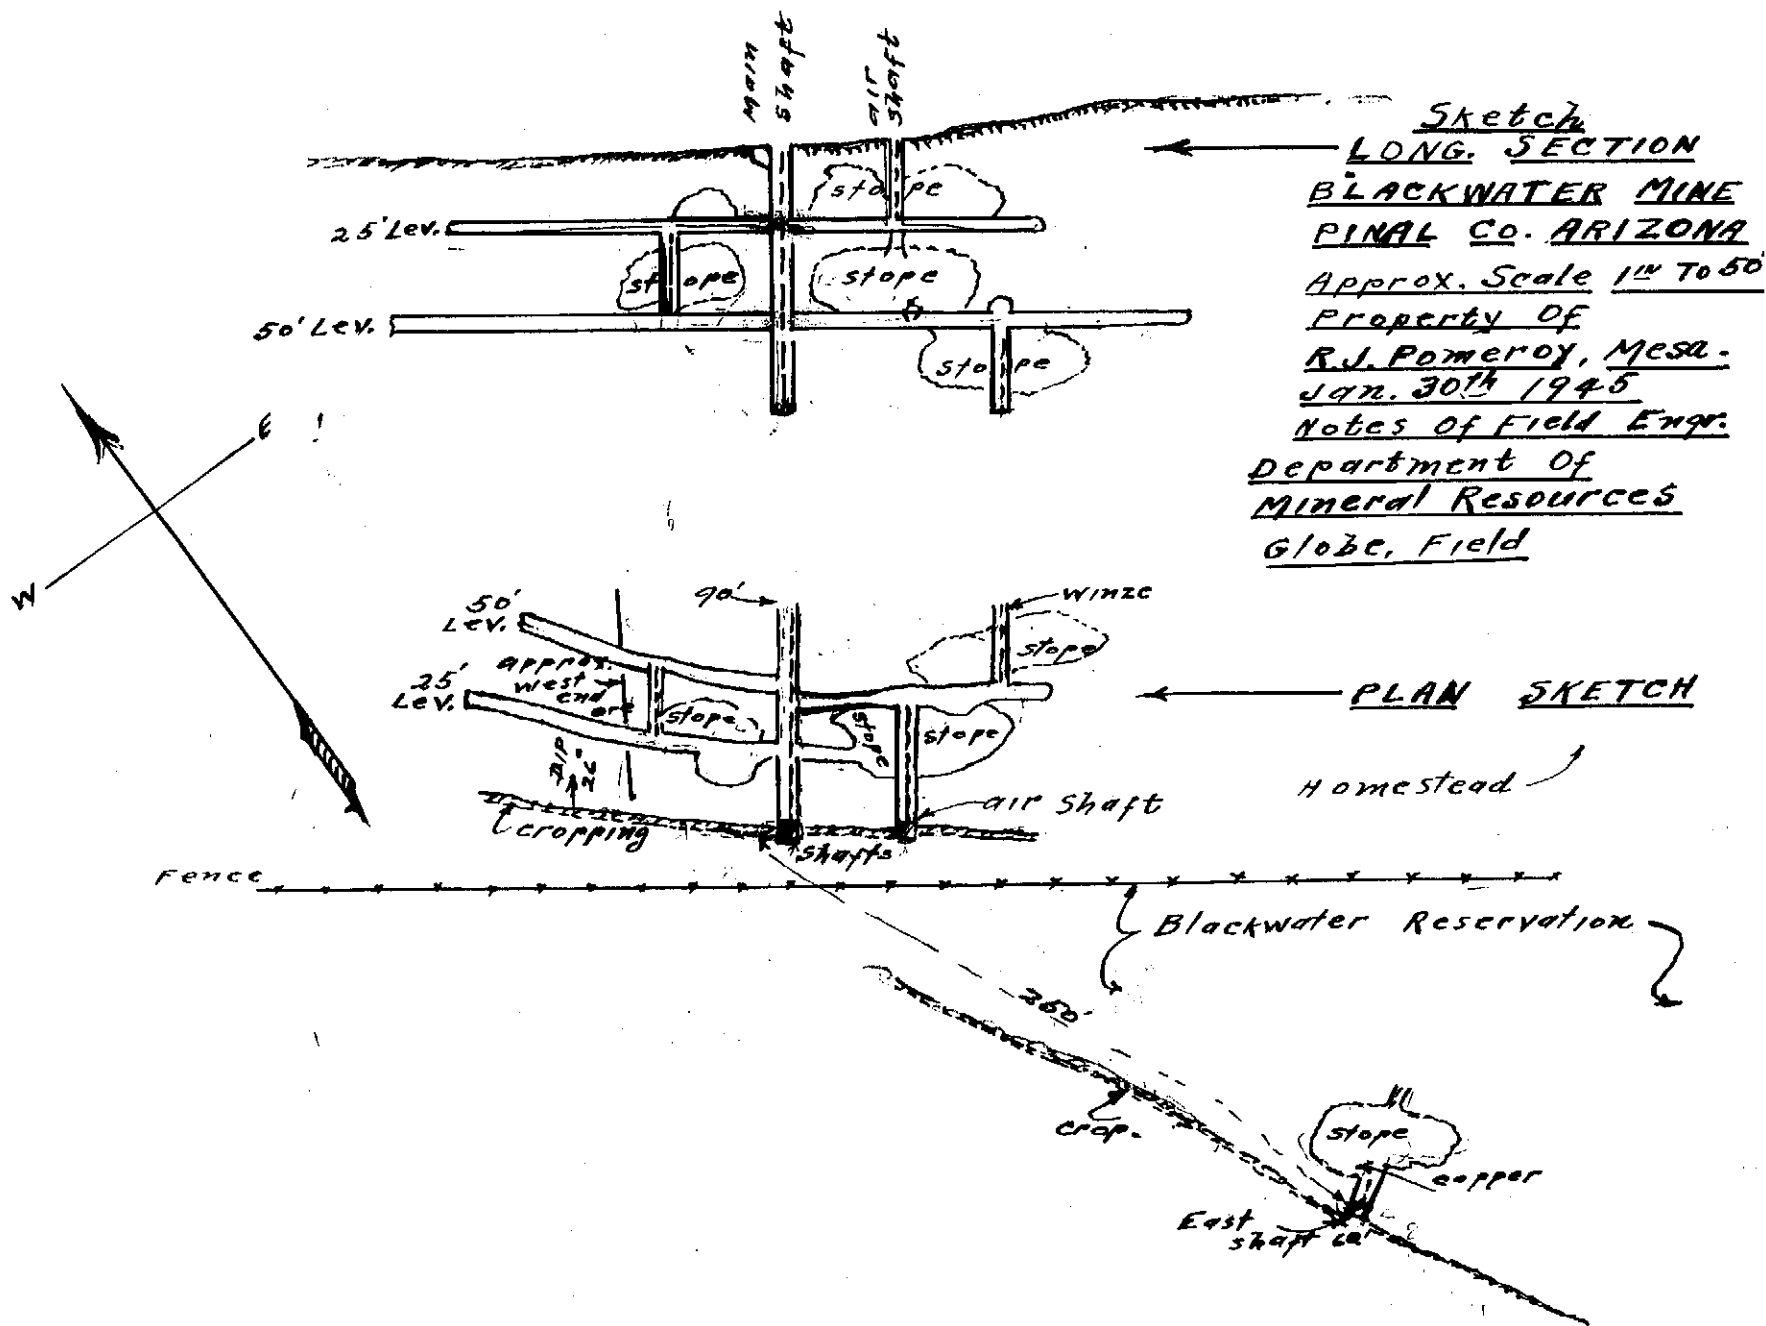 main
shaft
air
shaft
Sketch
LONG. SECTION
BLACKWATER MINE
PINAL Co. ARIZONA
Approx. Scale 1 IN To 50'
Property Of
R.J. Pomeroy, Mesa.
Jan. 30th 1945
Notes Of Field Engr.
Department Of
Mineral Resources
Globe, Field
stope
25' Lev.
stope
stope
50' Lev.
stope
E
W
50'
Lev.
90'
winze
stope
approx.
west
end
ore
25'
Lev.
stope
stope
stope
PLAN SKETCH
Dip
Homestead
air shaft
cropping
shafts
Fence
Blackwater Reservation
crop.
stope
copper
East
shaft